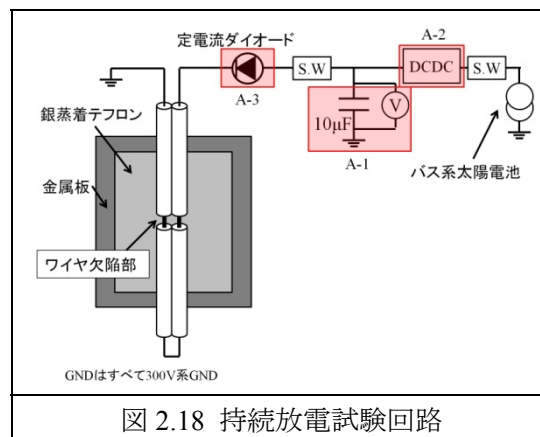 定電流ダイオード
A-2
S.W
DCDC
S.W
A-3
V
10μF
A-1
バス系太陽電池
銀蒸着テフロン
金属板
ワイヤ欠陥部
GNDはすべて300V系GND
図 2.18 持続放電試験回路